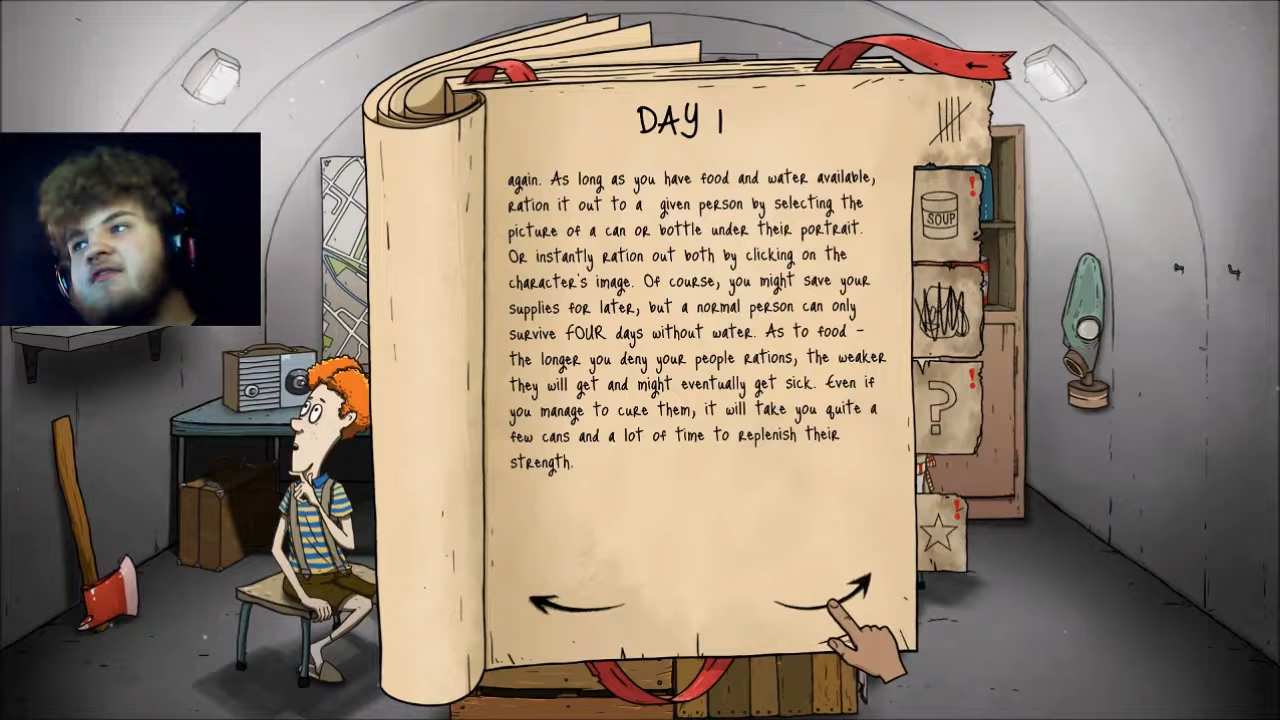 DAY 1
again. As long as you have food and water available,
ration it out to a given person by selecting the
picture of a can or bottle under their portrait.
Or instantly ration out both by clicking on the
character's image. Of course, you might save your
supplies for later, but a normal person can only
survive FOUR days without water. As to food -
the longer you deny your people rations, the weaker
they will get and might eventually get sick. Even if
you manage to cure them, it will take you quite a
few cans and a lot of time to replenish their
strength.
!
SOUP
!
?
!